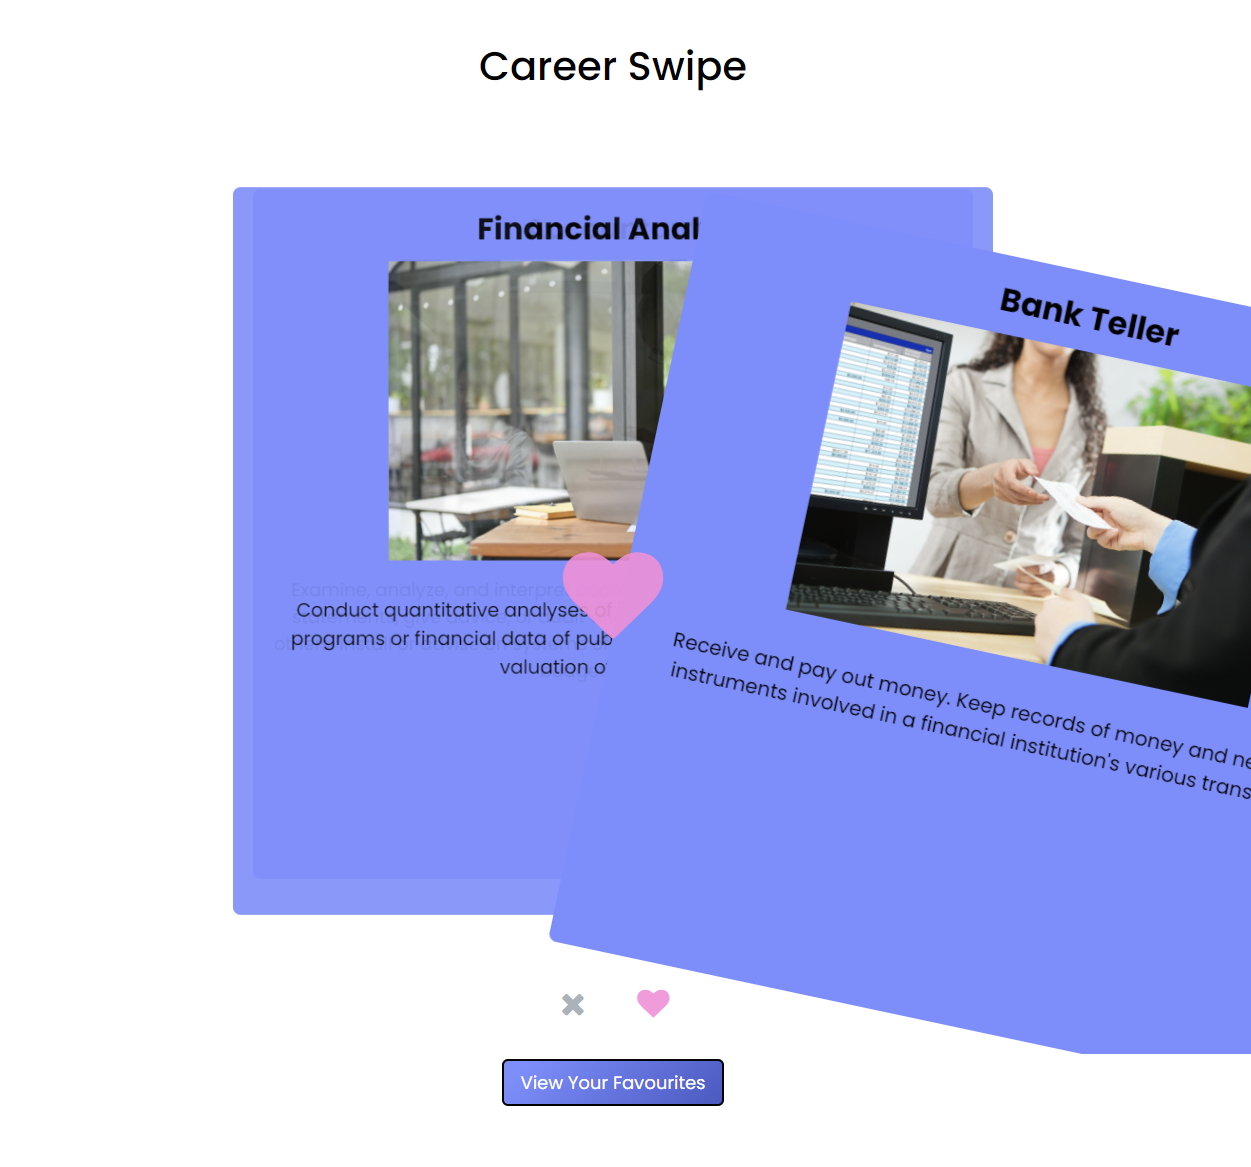 Career Swipe
Financial Anal
Bank Teller
Examine, analyze, and interpre
Conduct quantitative analyses of
programs or financial data of pub
valuation of
Receive and pay out money. Keep records of money and ne
instruments involved in a financial institution's various trans
View Your Favourites